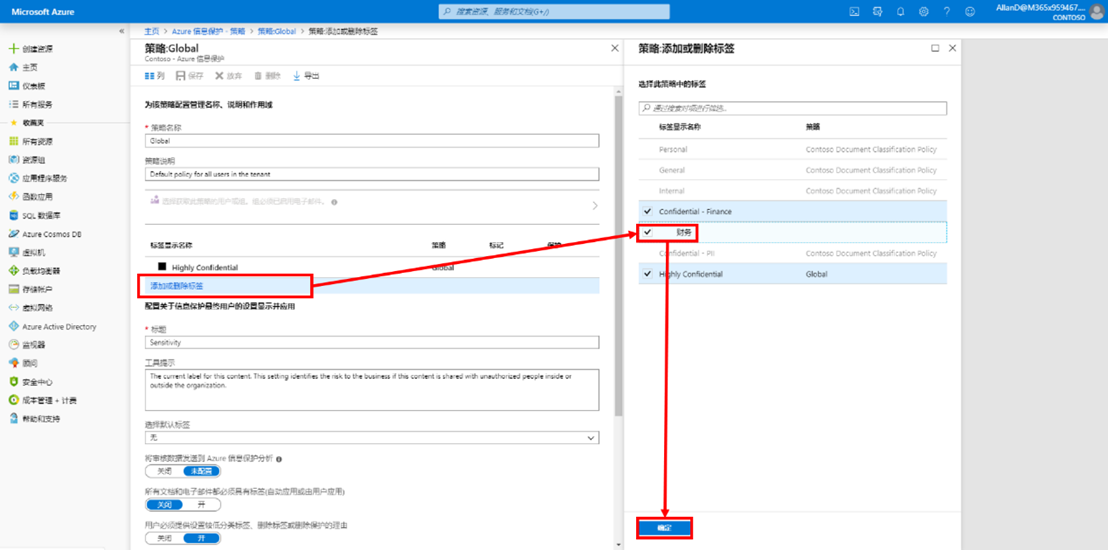 Microsoft Azure
搜索资源、服务和文档(G+/)
AllanD@M365x959467....
CONTOSO
创建资源
主页
仪表板
所有服务
收藏夹
所有资源
资源组
应用程序服务
函数应用
SQL 数据库
Azure Cosmos DB
虚拟机
负载均衡器
存储帐户
虚拟网络
Azure Active Directory
监视器
顾问
安全中心
成本管理 + 计费
帮助和支持
主页 > Azure 信息保护 - 策略 > 策略:Global > 策略:添加或删除标签
策略:Global
Contoso - Azure 信息保护
列 保存 放弃 删除 导出
为该策略配置管理名称、说明和作用域
* 策略名称
Global
策略说明
Default policy for all users in the tenant
选择获取此策略的用户/组。组必须已启用电子邮件。
标签显示名称 策略 标记 保护
Highly Confidential Global
添加或删除标签
配置关于信息保护最终用户的设置显示并应用
* 标题
Sensitivity
工具提示
The current label for this content. This setting identifies the risk to the business if this content is shared with unauthorized people inside or
outside the organization.
选择默认标签
无
将审核数据发送到 Azure 信息保护分析
关闭 未配置
所有文档和电子邮件都必须具有标签(自动应用或由用户应用)
关闭 开
用户必须提供设置较低分类标签、删除标签或删除保护的理由
关闭 开
策略:添加或删除标签
选择此策略中的标签
通过搜索对项进行筛选...
标签显示名称 策略
Personal Contoso Document Classification Policy
General Contoso Document Classification Policy
Internal Contoso Document Classification Policy
Confidential - Finance
财务
Confidential - PII Contoso Document Classification Policy
Highly Confidential Global
确定